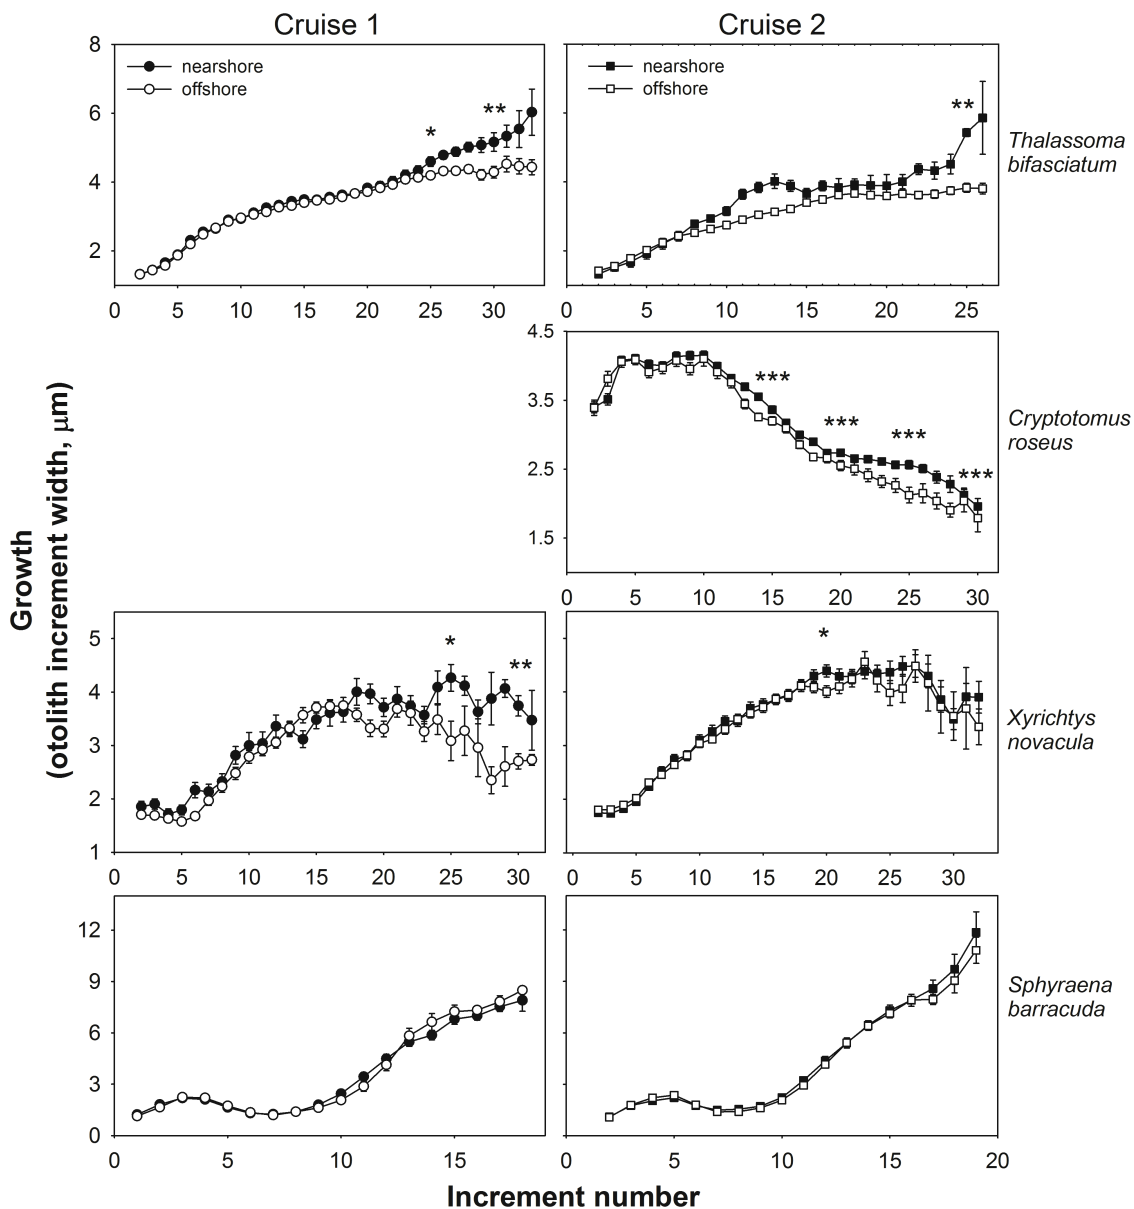 Cruise 1
Cruise 2
8
6
4
2
nearshore
offshore
*
**
nearshore
offshore
**
Thalassoma
bifasciatum
0 5 10 15 20 25 30
0 5 10 15 20 25
4.5
3.5
2.5
1.5
***
***
***
***
Cryptotomus
roseus
0 5 10 15 20 25 30
Growth
(otolith increment width, μm)
5
4
3
2
1
*
**
*
Xyrichtys
novacula
0 5 10 15 20 25 30
0 5 10 15 20 25 30
12
9
6
3
0
Sphyraena
barracuda
0 5 10 15
0 5 10 15 20
Increment number